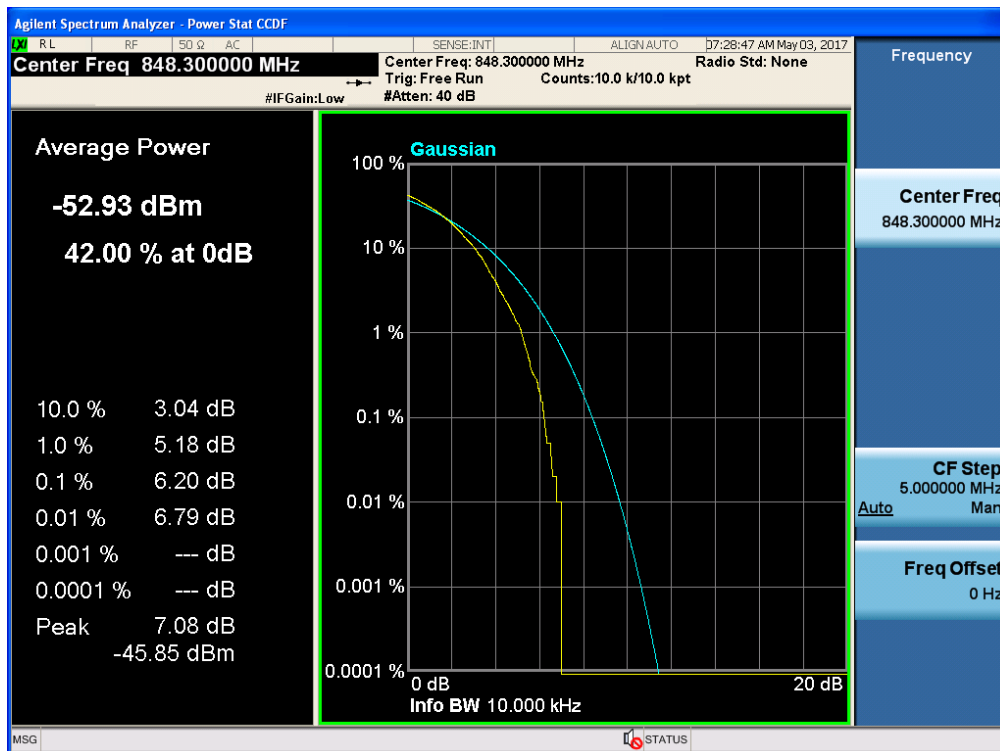 Agilent Spectrum Analyzer - Power Stat CCDF
LXI RL RF 50 Ω AC SENSE:INT ALIGN AUTO 07:28:47 AM May 03, 2017
Center Freq 848.300000 MHz
Center Freq: 848.300000 MHz Radio Std: None
Trig: Free Run Counts:10.0 k/10.0 kpt
#IFGain:Low #Atten: 40 dB
Average Power
-52.93 dBm
42.00 % at 0dB
10.0 % 3.04 dB
1.0 % 5.18 dB
0.1 % 6.20 dB
0.01 % 6.79 dB
0.001 % --- dB
0.0001 % --- dB
Peak 7.08 dB
-45.85 dBm
Gaussian
100 %
10 %
1 %
0.1 %
0.01 %
0.001 %
0.0001 %
0 dB 20 dB
Info BW 10.000 kHz
Frequency
Center Freq
848.300000 MHz
CF Step
5.000000 MHz
Auto Man
Freq Offset
0 Hz
MSG STATUS